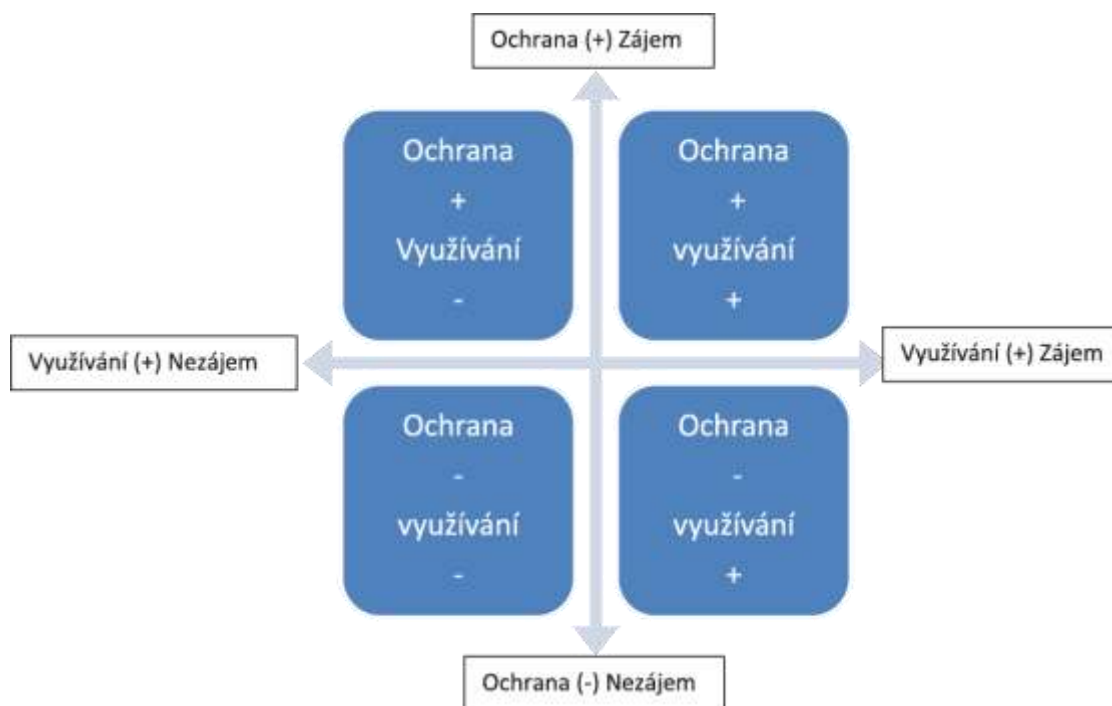 Ochrana (+) Zájem
Ochrana
+
Využívání
-
Ochrana
+
využívání
+
Využívání (+) Nezájem
Využívání (+) Zájem
Ochrana
-
využívání
-
Ochrana
-
využívání
+
Ochrana (-) Nezájem